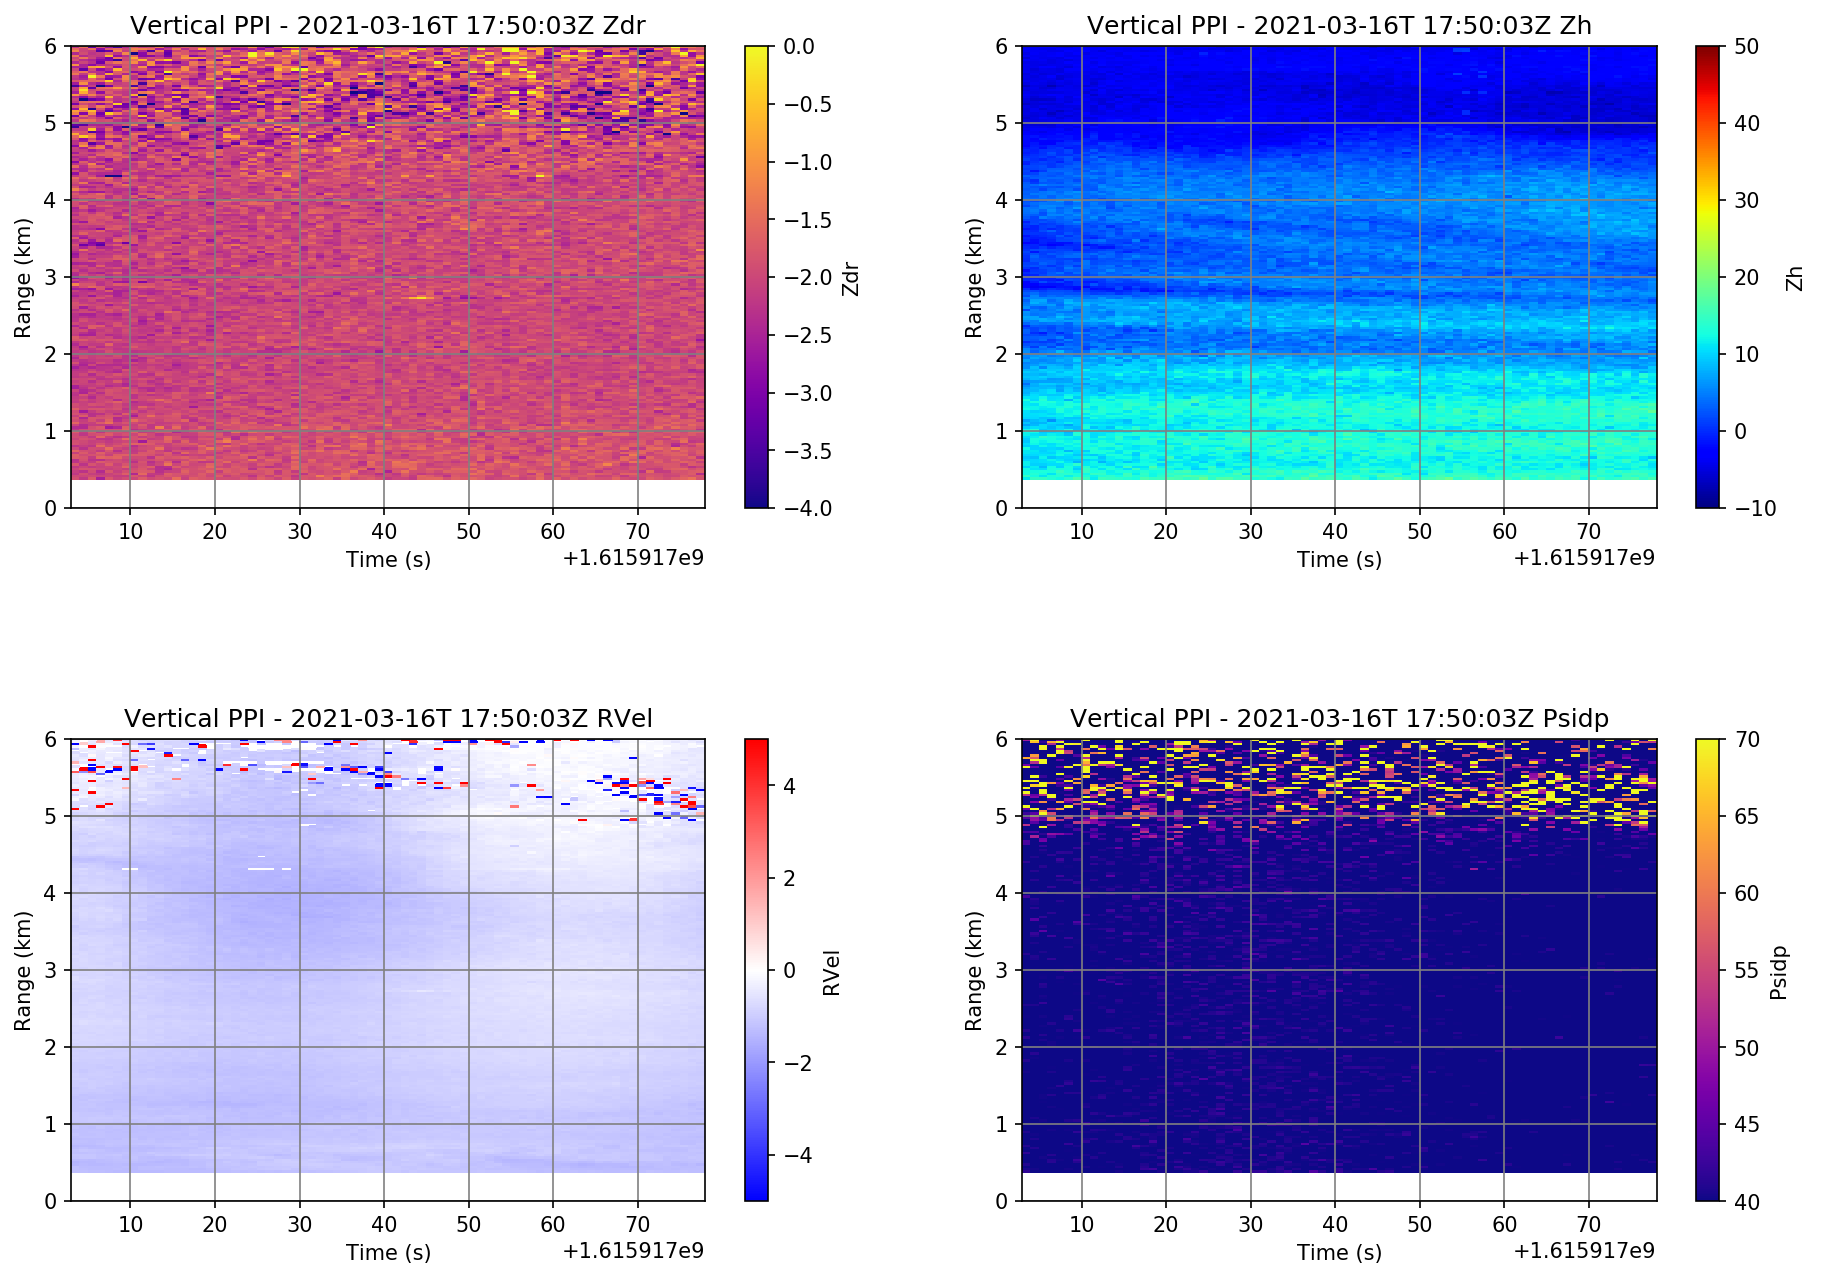 Vertical PPI - 2021-03-16T 17:50:03Z Zdr
6
5
4
3
2
1
0
Range (km)
10 20 30 40 50 60 70
Time (s)
+1.615917e9
0.0
−0.5
−1.0
−1.5
−2.0
−2.5
−3.0
−3.5
−4.0
Zdr
Vertical PPI - 2021-03-16T 17:50:03Z Zh
6
5
4
3
2
1
0
Range (km)
10 20 30 40 50 60 70
Time (s)
+1.615917e9
50
40
30
20
10
0
−10
Zh
Vertical PPI - 2021-03-16T 17:50:03Z RVel
6
5
4
3
2
1
0
Range (km)
10 20 30 40 50 60 70
Time (s)
+1.615917e9
4
2
0
−2
−4
RVel
Vertical PPI - 2021-03-16T 17:50:03Z Psidp
6
5
4
3
2
1
0
Range (km)
10 20 30 40 50 60 70
Time (s)
+1.615917e9
70
65
60
55
50
45
40
Psidp